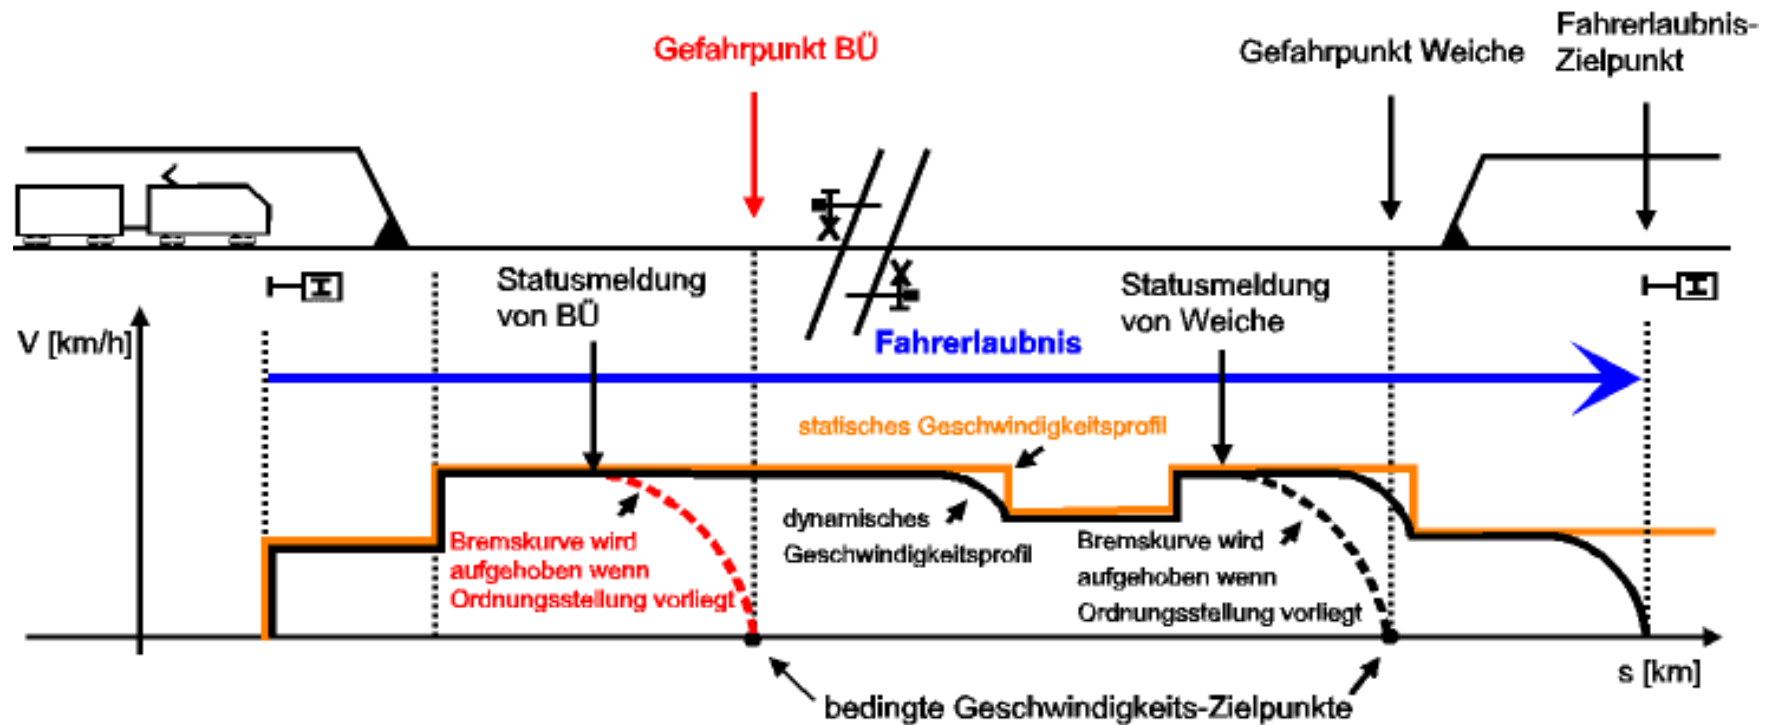 Gefahrpunkt BÜ
Gefahrpunkt Weiche
Fahrerlaubnis-
Zielpunkt
Statusmeldung
von BÜ
Statusmeldung
von Weiche
V [km/h]
Fahrerlaubnis
statisches Geschwindigkeitsprofil
Bremskurve wird
aufgehoben wenn
Ordnungsstellung vorliegt
dynamisches
Geschwindigkeitsprofil
Bremskurve wird
aufgehoben wenn
Ordnungsstellung vorliegt
s [km]
bedingte Geschwindigkeits-Zielpunkte